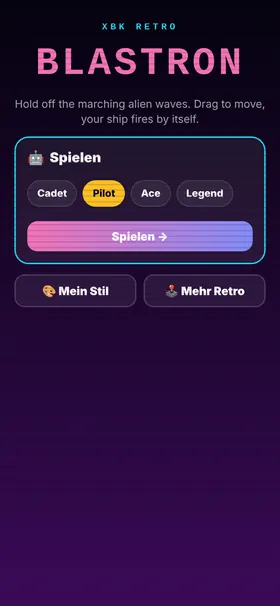 XBK RETRO
BLASTRON
Hold off the marching alien waves. Drag to move,
your ship fires by itself.
🤖 Spielen
Cadet Pilot Ace Legend
Spielen →
🎨 Mein Stil 🕹️ Mehr Retro